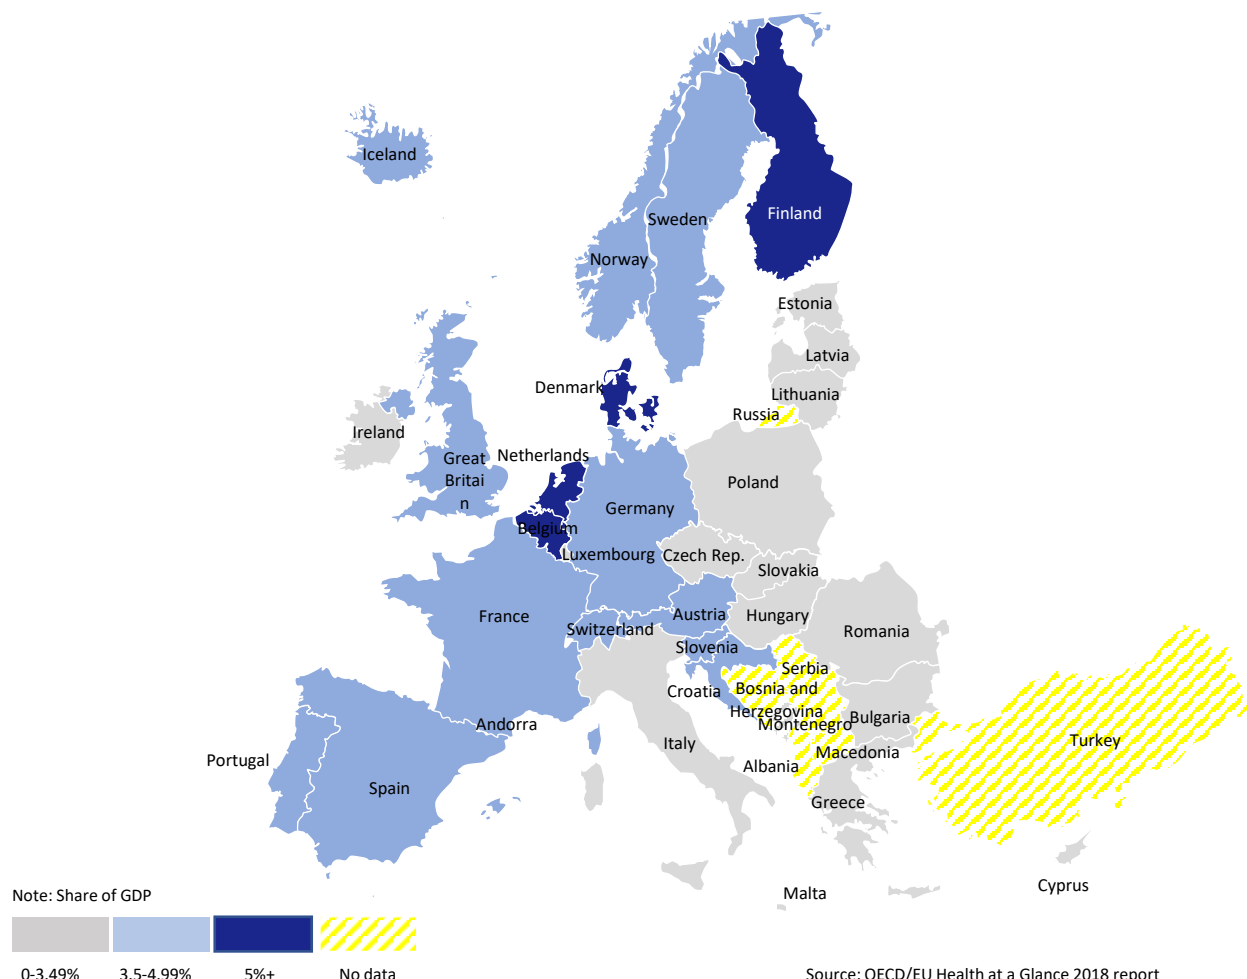 Iceland
Finland
Sweden
Norway
Estonia
Latvia
Denmark
Lithuania
Russia
Ireland
Netherlands
Great
Britai
n
Poland
Germany
Belgium
Luxembourg
Czech Rep.
Slovakia
France
Austria
Hungary
Switzerland
Romania
Slovenia
Serbia
Croatia
Bosnia and
Herzegovina
Bulgaria
Andorra
Montenegro
Italy
Turkey
Macedonia
Portugal
Albania
Spain
Greece
Cyprus
Malta
Note: Share of GDP
0-3.49%
3.5-4.99%
5%+
No data
Source: OECD/EU Health at a Glance 2018 report